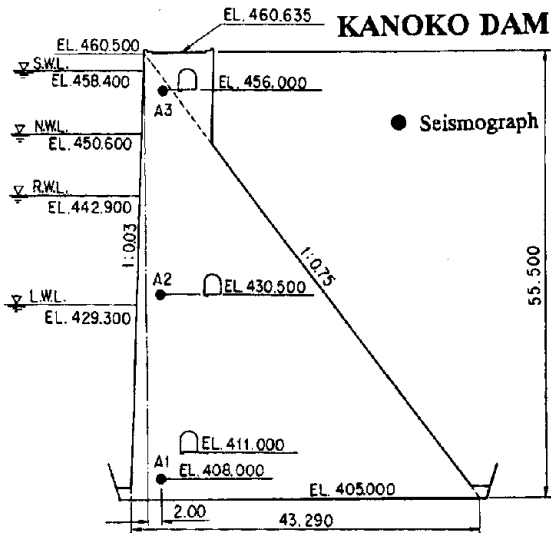 EL. 460.635
KANOKO DAM
EL. 460.500
S.W.L.
EL. 458.400
EL. 456.000
A3
Seismograph
N.W.L.
EL. 450.600
R.W.L.
EL. 442.900
1:0.03
1:0.75
55.500
A2
EL. 430.500
L.W.L.
EL. 429.300
EL. 411.000
A1
EL. 408.000
EL. 405.000
2.00
43.290